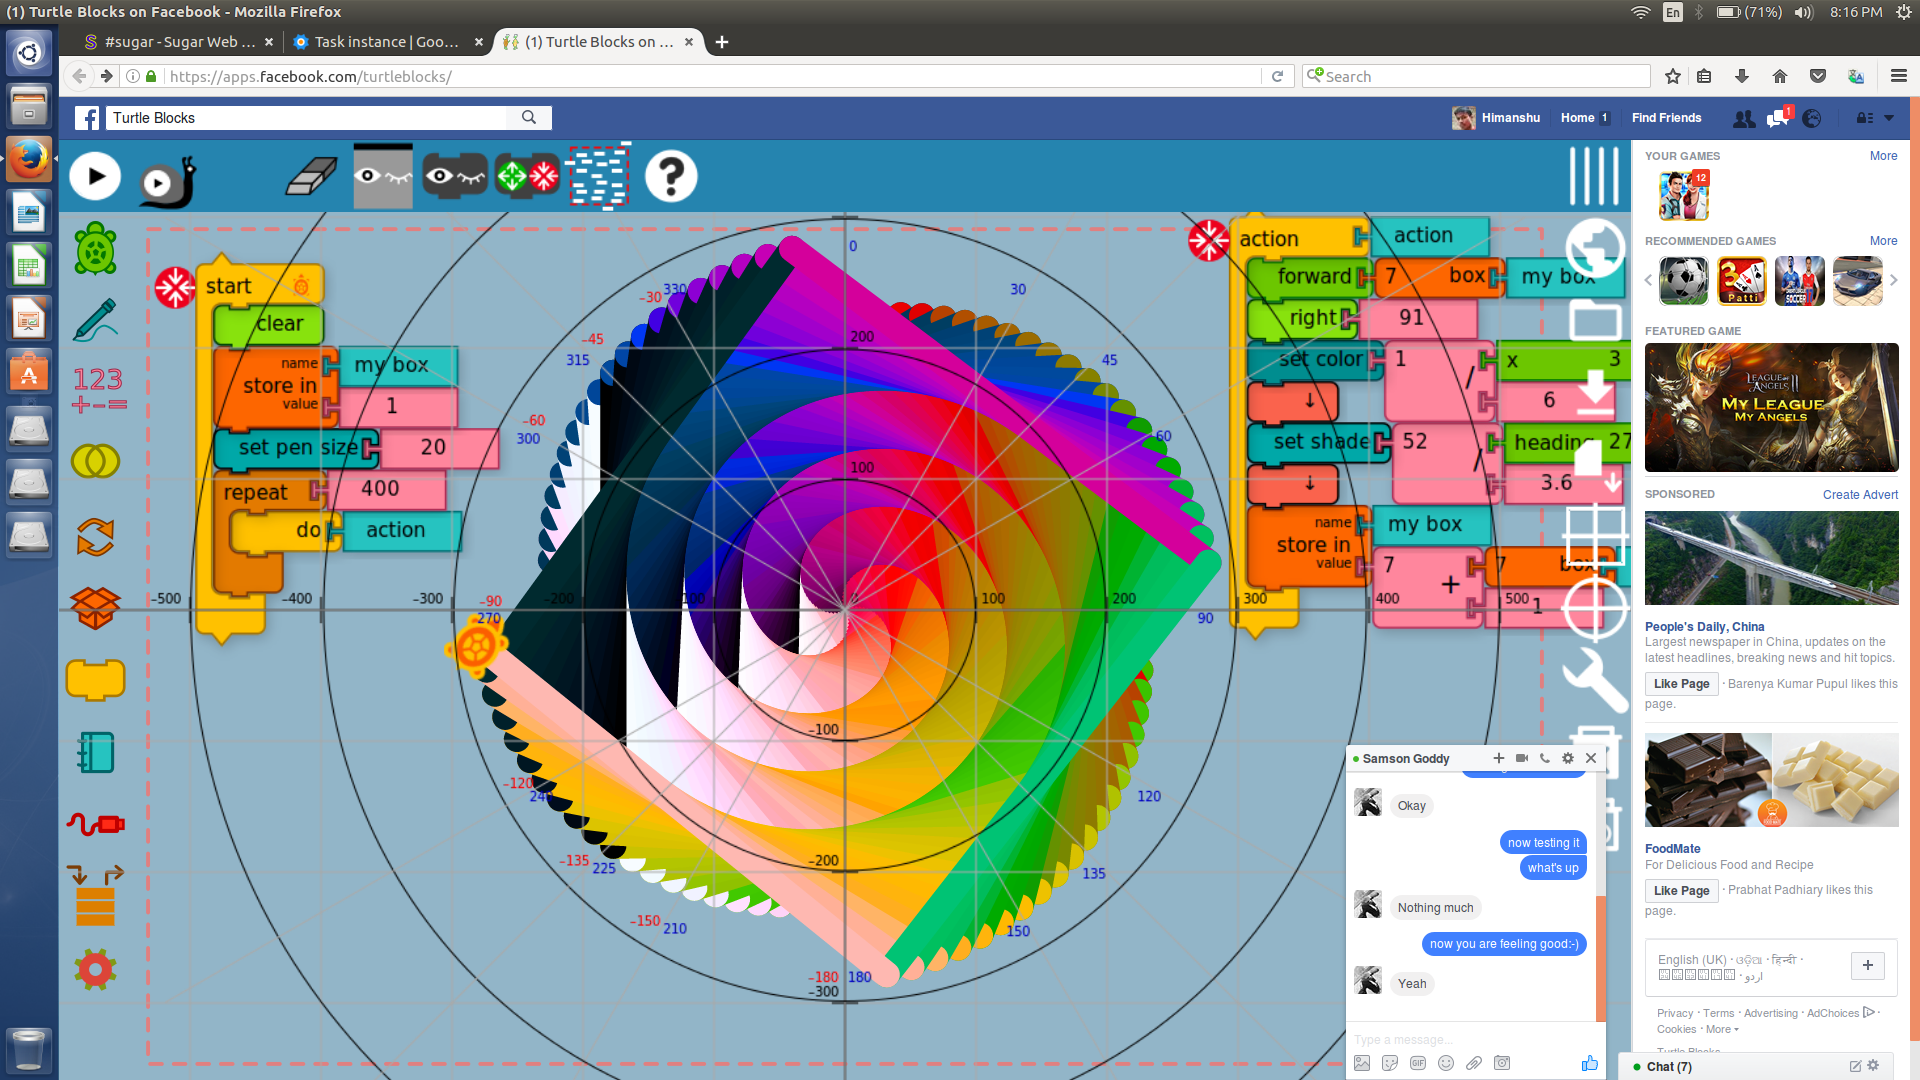 (1) Turtle Blocks on Facebook - Mozilla Firefox
En
(71%)
8:16 PM
#sugar - Sugar Web ...
Task instance | Goo...
(1) Turtle Blocks on ...
https://apps.facebook.com/turtleblocks/
Search
Turtle Blocks
Himanshu
Home 1
Find Friends
1
?
start
clear
name
store in
value
my box
1
set pen size
20
repeat
400
do
action
123
+-=
action
action
forward
7
box
my box
right
91
set color
1
/
x
3
6
↓
set shade
52
/
heading
27
3.6
↓
name
store in
value
my box
7
+
7
box
1
0
30
45
60
90
120
135
150
180
210
225
240
270
300
315
330
-30
-45
-60
-90
-120
-135
-150
-180
-500
-400
-300
-200
100
0
100
200
300
400
500
200
100
-100
-200
-300
YOUR GAMES
More
12
RECOMMENDED GAMES
More
3
Patti
SOCCER
FEATURED GAME
LEAGUE
OF ANGELS II
MY LEAGUE
MY ANGELS
SPONSORED
Create Advert
People's Daily, China
Largest newspaper in China, updates on the
latest headlines, breaking news and hit topics.
Like Page · Barenya Kumar Pupul likes this
page.
FoodMate
For Delicious Food and Recipe
Like Page · Prabhat Padhiary likes this
page.
English (UK) · ଓଡ଼ିଆ · हिन्दी ·
اردو
+
Privacy · Terms · Advertising · AdChoices ·
Cookies · More
Turtle Blocks
Samson Goddy
Okay
now testing it
what's up
Nothing much
now you are feeling good:-)
Yeah
Type a message...
GIF
Chat (7)